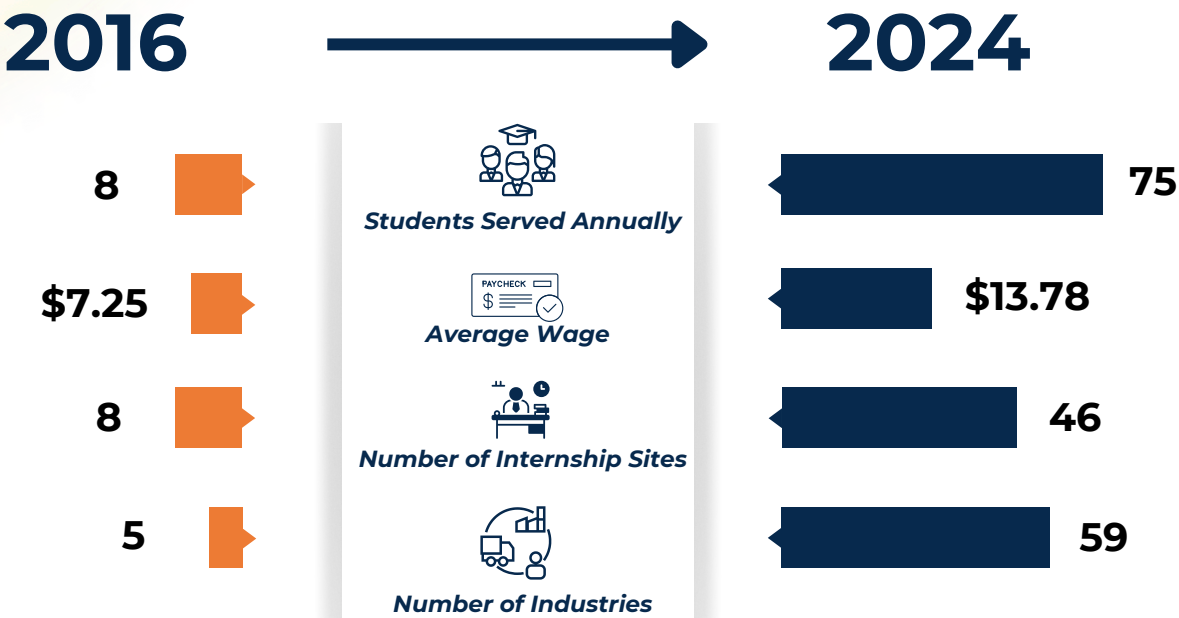 2016
2024
8
Students Served Annually
75
$7.25
PAYCHECK
$
Average Wage
$13.78
8
Number of Internship Sites
46
5
Number of Industries
59